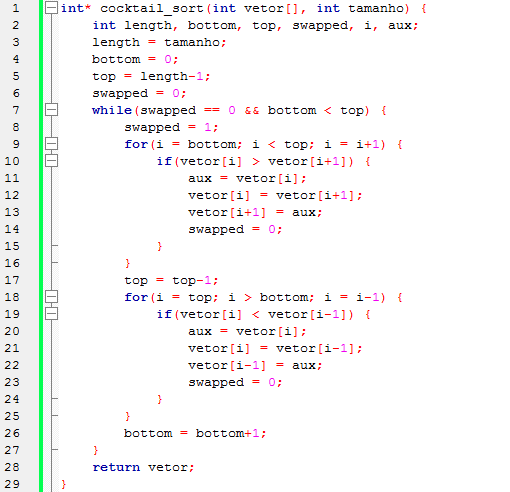 1 int* cocktail_sort(int vetor[], int tamanho) {
2     int length, bottom, top, swapped, i, aux;
3     length = tamanho;
4     bottom = 0;
5     top = length-1;
6     swapped = 0;
7     while(swapped == 0 && bottom < top) {
8         swapped = 1;
9         for(i = bottom; i < top; i = i+1) {
10             if(vetor[i] > vetor[i+1]) {
11                 aux = vetor[i];
12                 vetor[i] = vetor[i+1];
13                 vetor[i+1] = aux;
14                 swapped = 0;
15             }
16         }
17         top = top-1;
18         for(i = top; i > bottom; i = i-1) {
19             if(vetor[i] < vetor[i-1]) {
20                 aux = vetor[i];
21                 vetor[i] = vetor[i-1];
22                 vetor[i-1] = aux;
23                 swapped = 0;
24             }
25         }
26         bottom = bottom+1;
27     }
28     return vetor;
29 }